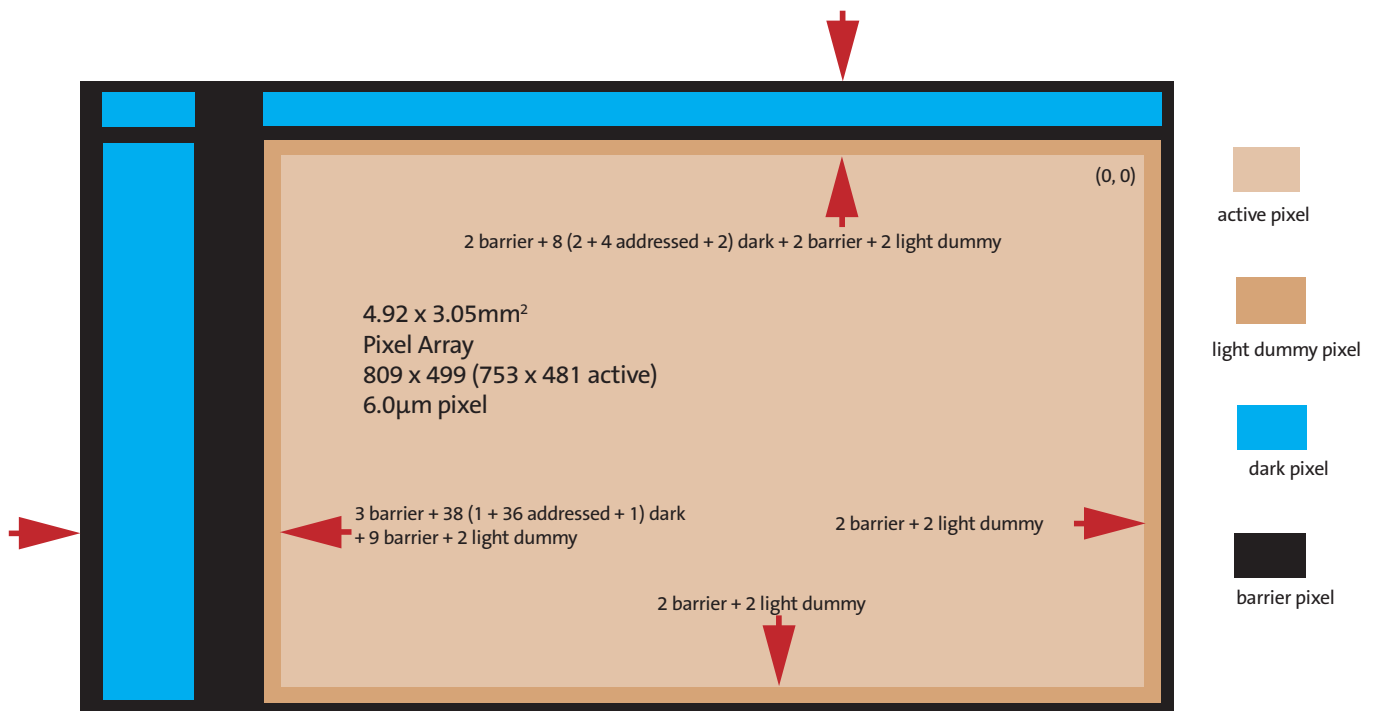 (0, 0)
active pixel
2 barrier + 8 (2 + 4 addressed + 2) dark + 2 barrier + 2 light dummy
4.92 x 3.05mm²
Pixel Array
809 x 499 (753 x 481 active)
6.0µm pixel
light dummy pixel
dark pixel
3 barrier + 38 (1 + 36 addressed + 1) dark
+ 9 barrier + 2 light dummy
2 barrier + 2 light dummy
2 barrier + 2 light dummy
barrier pixel